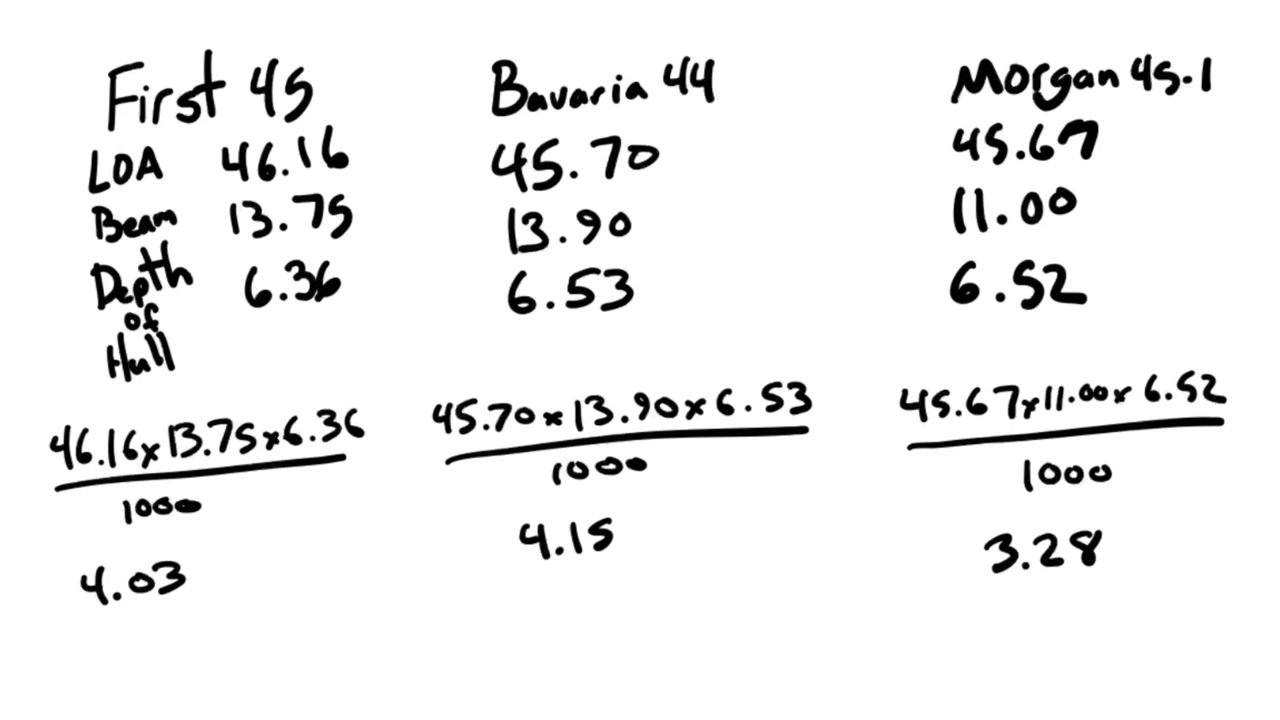 First 45 Bavaria 44 Morgan 45.1
LOA 46.16 45.70 45.67
Beam 13.75 13.90 11.00
Depth of Hull 6.36 6.53 6.52
46.16x13.75x6.36 45.70x13.90x6.53 45.67x11.00x6.52
1000 1000 1000
4.03 4.15 3.28